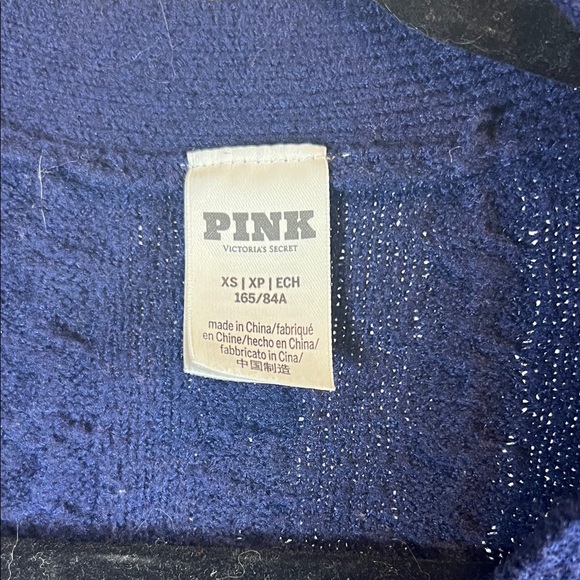 PINK
VICTORIA'S SECRET
XS | XP | ECH
165/84A
made in China/fabriqué
en Chine/hecho en China/
fabbricato in Cina/
中国制造